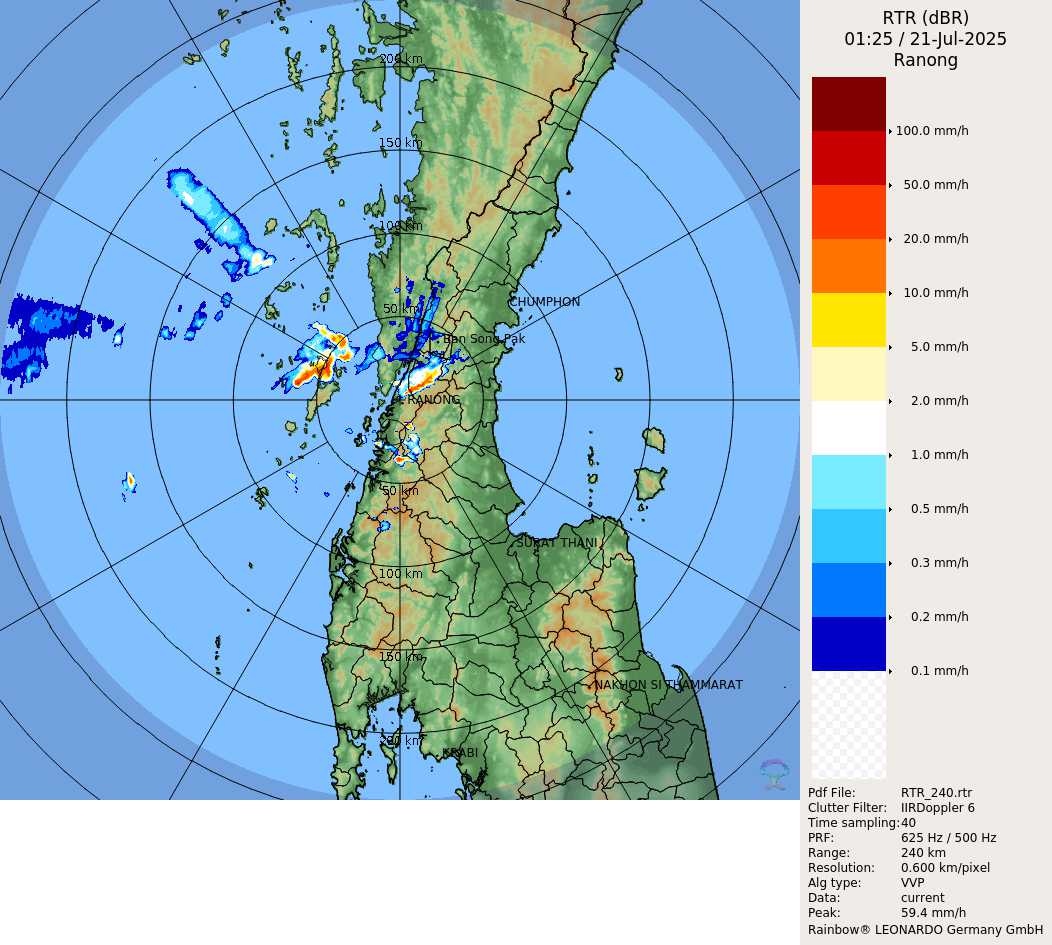 200 km
150 km
100 km
50 km
CHUMPHON
Ban Song Pak
RANONG
50 km
SURAT THANI
100 km
150 km
NAKHON SI THAMMARAT
200 km
KRABI
RTR (dBR)
01:25 / 21-Jul-2025
Ranong
100.0 mm/h
50.0 mm/h
20.0 mm/h
10.0 mm/h
5.0 mm/h
2.0 mm/h
1.0 mm/h
0.5 mm/h
0.3 mm/h
0.2 mm/h
0.1 mm/h
Pdf File: RTR_240.rtr
Clutter Filter: IIRDoppler 6
Time sampling:40
PRF: 625 Hz / 500 Hz
Range: 240 km
Resolution: 0.600 km/pixel
Alg type: VVP
Data: current
Peak: 59.4 mm/h
Rainbow® LEONARDO Germany GmbH